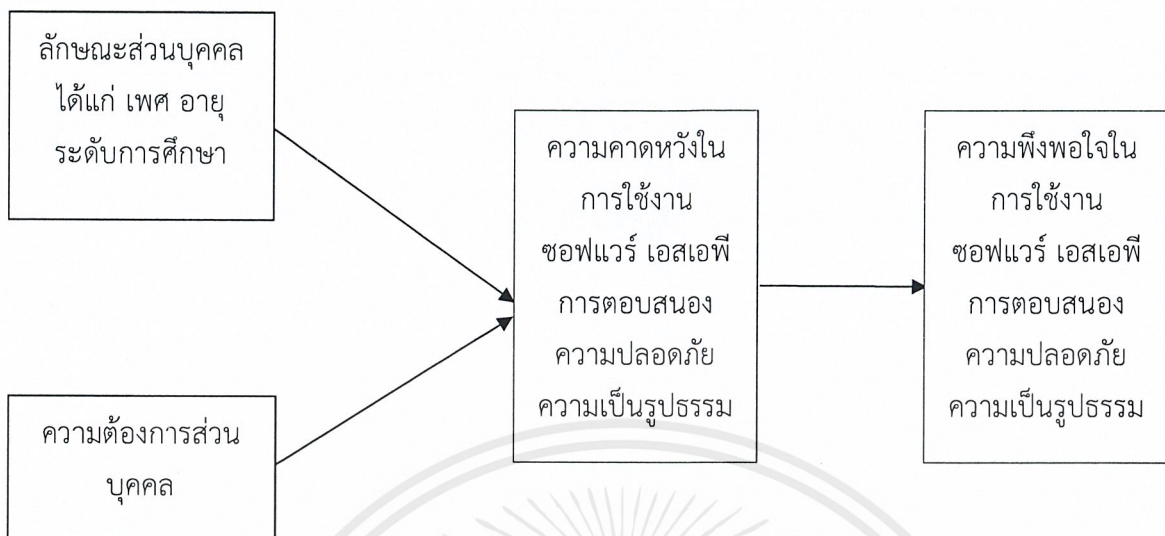 ลักษณะส่วนบุคคล
ได้แก่ เพศ อายุ
ระดับการศึกษา
ความต้องการส่วน
บุคคล
ความคาดหวังใน
การใช้งาน
ซอฟแวร์ เอสเอพี
การตอบสนอง
ความปลอดภัย
ความเป็นรูปธรรม
ความพึงพอใจใน
การใช้งาน
ซอฟแวร์ เอสเอพี
การตอบสนอง
ความปลอดภัย
ความเป็นรูปธรรม